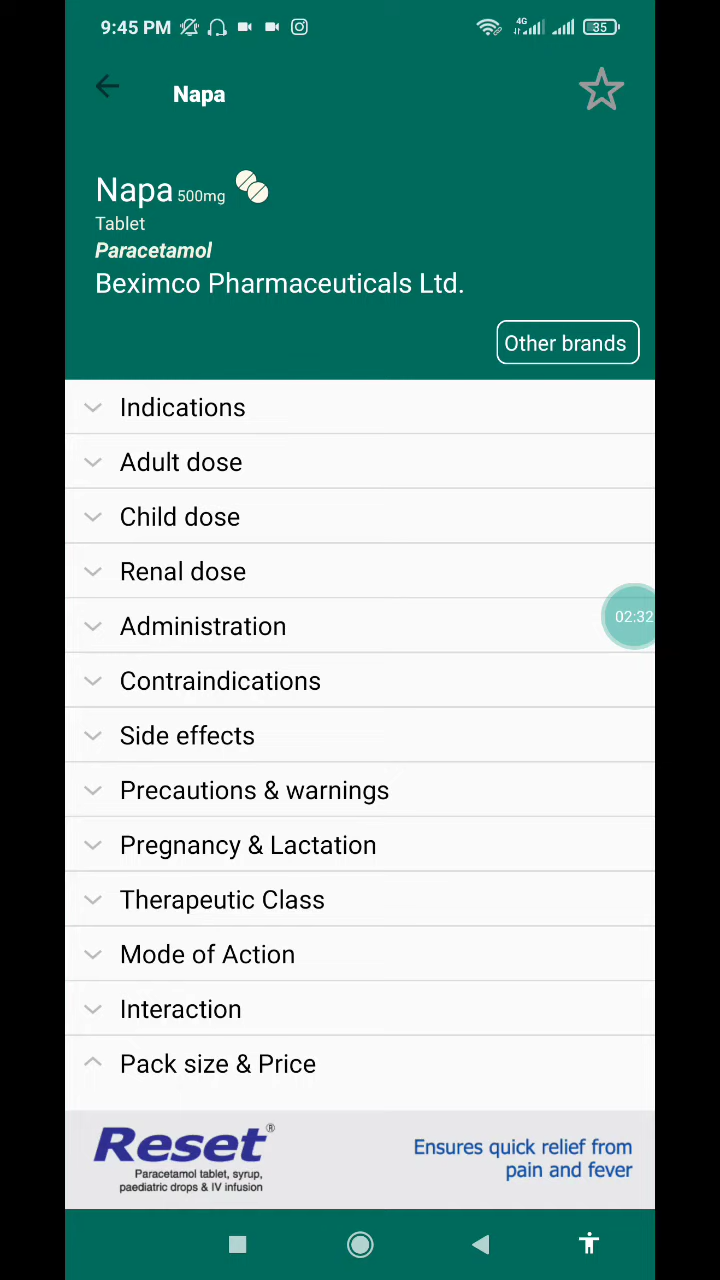 9:45 PM 4G 35
Napa
Napa 500mg
Tablet
Paracetamol
Beximco Pharmaceuticals Ltd.
Other brands
Indications
Adult dose
Child dose
Renal dose
Administration
02:32
Contraindications
Side effects
Precautions & warnings
Pregnancy & Lactation
Therapeutic Class
Mode of Action
Interaction
Pack size & Price
Reset®
Paracetamol tablet, syrup,
paediatric drops & IV infusion
Ensures quick relief from
pain and fever